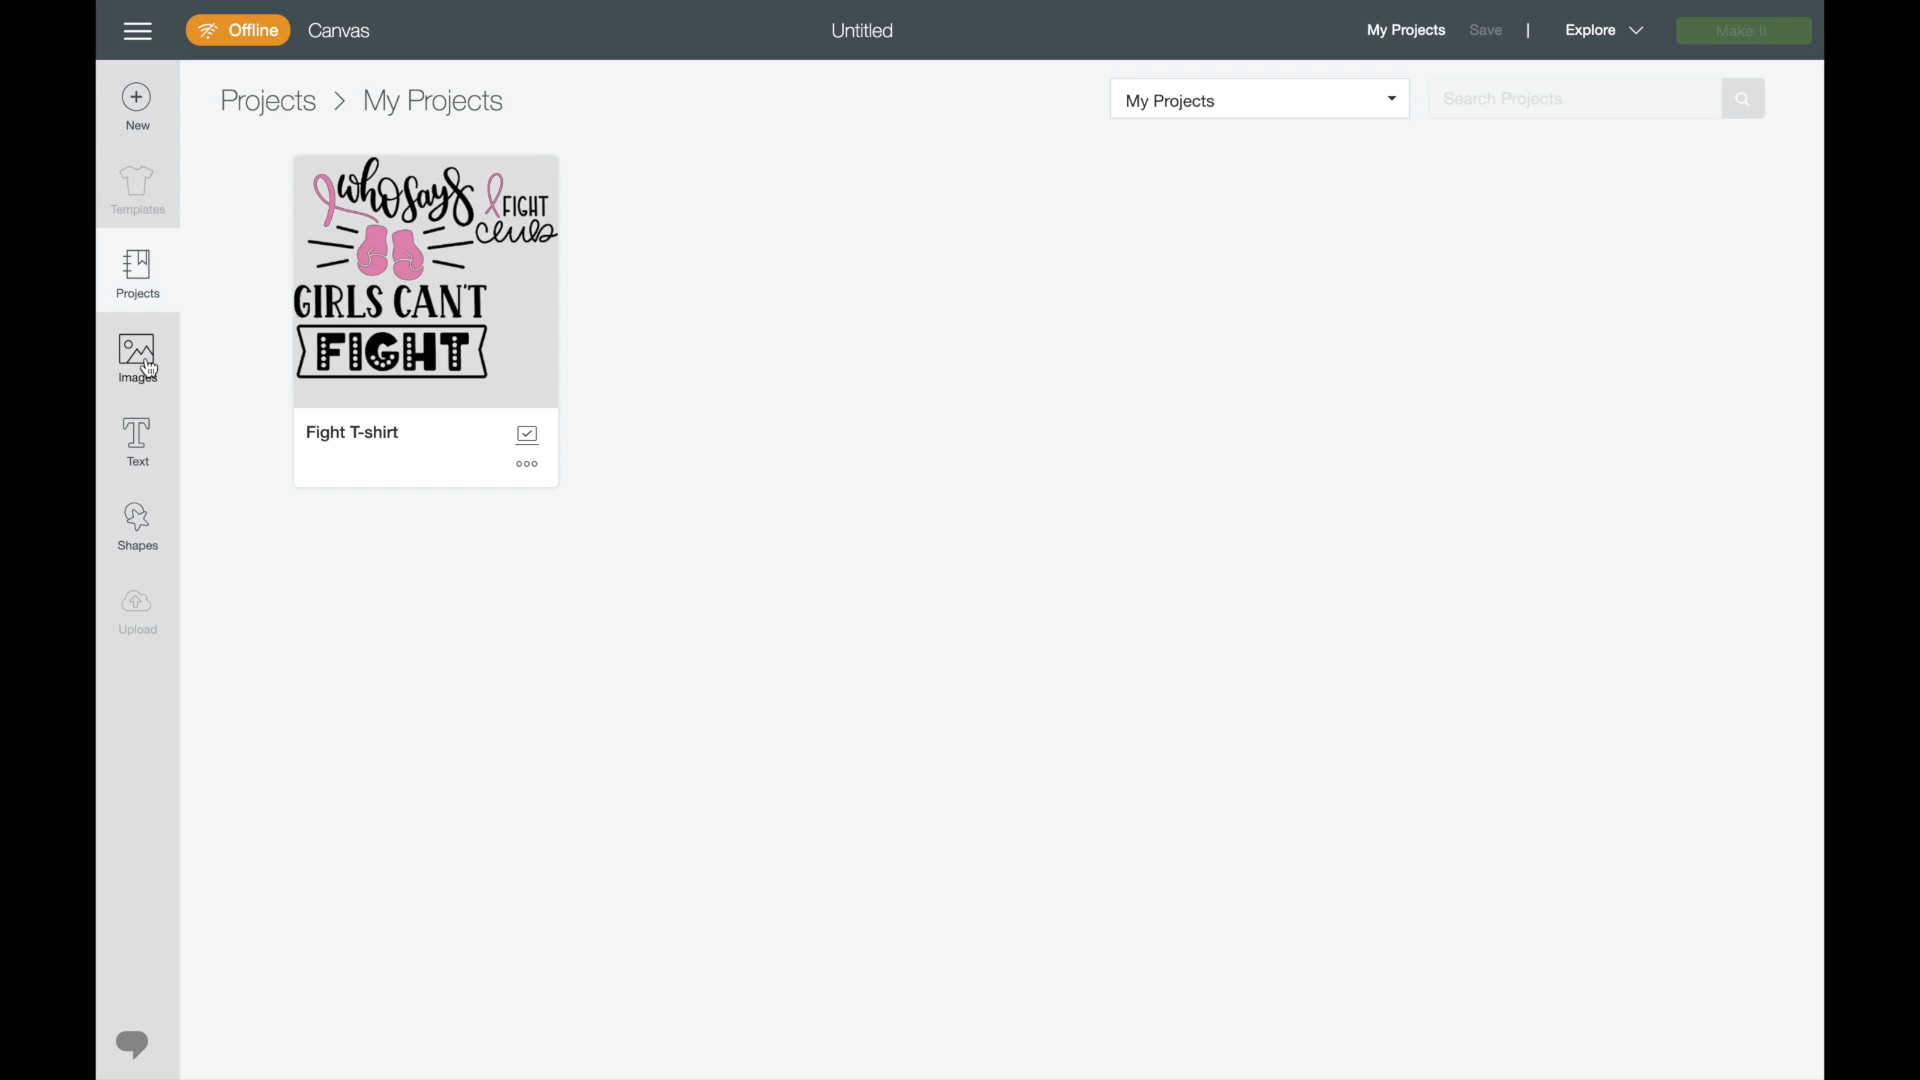 Offline
Canvas
Untitled
My Projects
Save
|
Explore
Make It
New
Templates
Projects
Images
Text
Shapes
Upload
Projects > My Projects
My Projects
Search Projects
who says
FIGHT
club
GIRLS CAN'T
FIGHT
Fight T-shirt